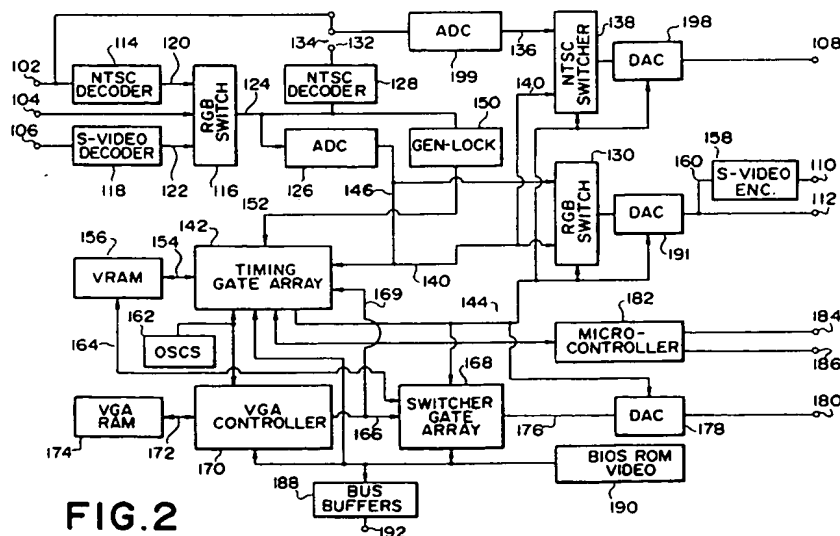 134 132
ADC
199
136
138
NTSC
SWITCHER
198
DAC
108
102
114
NTSC
DECODER
120
104
106
S-VIDEO
DECODER
118
122
RGB
SWITCH
116
124
NTSC
DECODER
128
140
150
GEN-LOCK
ADC
126
146
130
RGB
SWITCH
158
S-VIDEO
ENC.
160
110
112
DAC
191
152
142
TIMING
GATE ARRAY
156
VRAM
154
140
169
144
182
MICRO-
CONTROLLER
184
186
162
OSCS
164
168
SWITCHER
GATE
ARRAY
VGA
RAM
174
172
VGA
CONTROLLER
170
166
176
DAC
178
180
BIOS ROM
VIDEO
190
188
BUS
BUFFERS
192
FIG.2